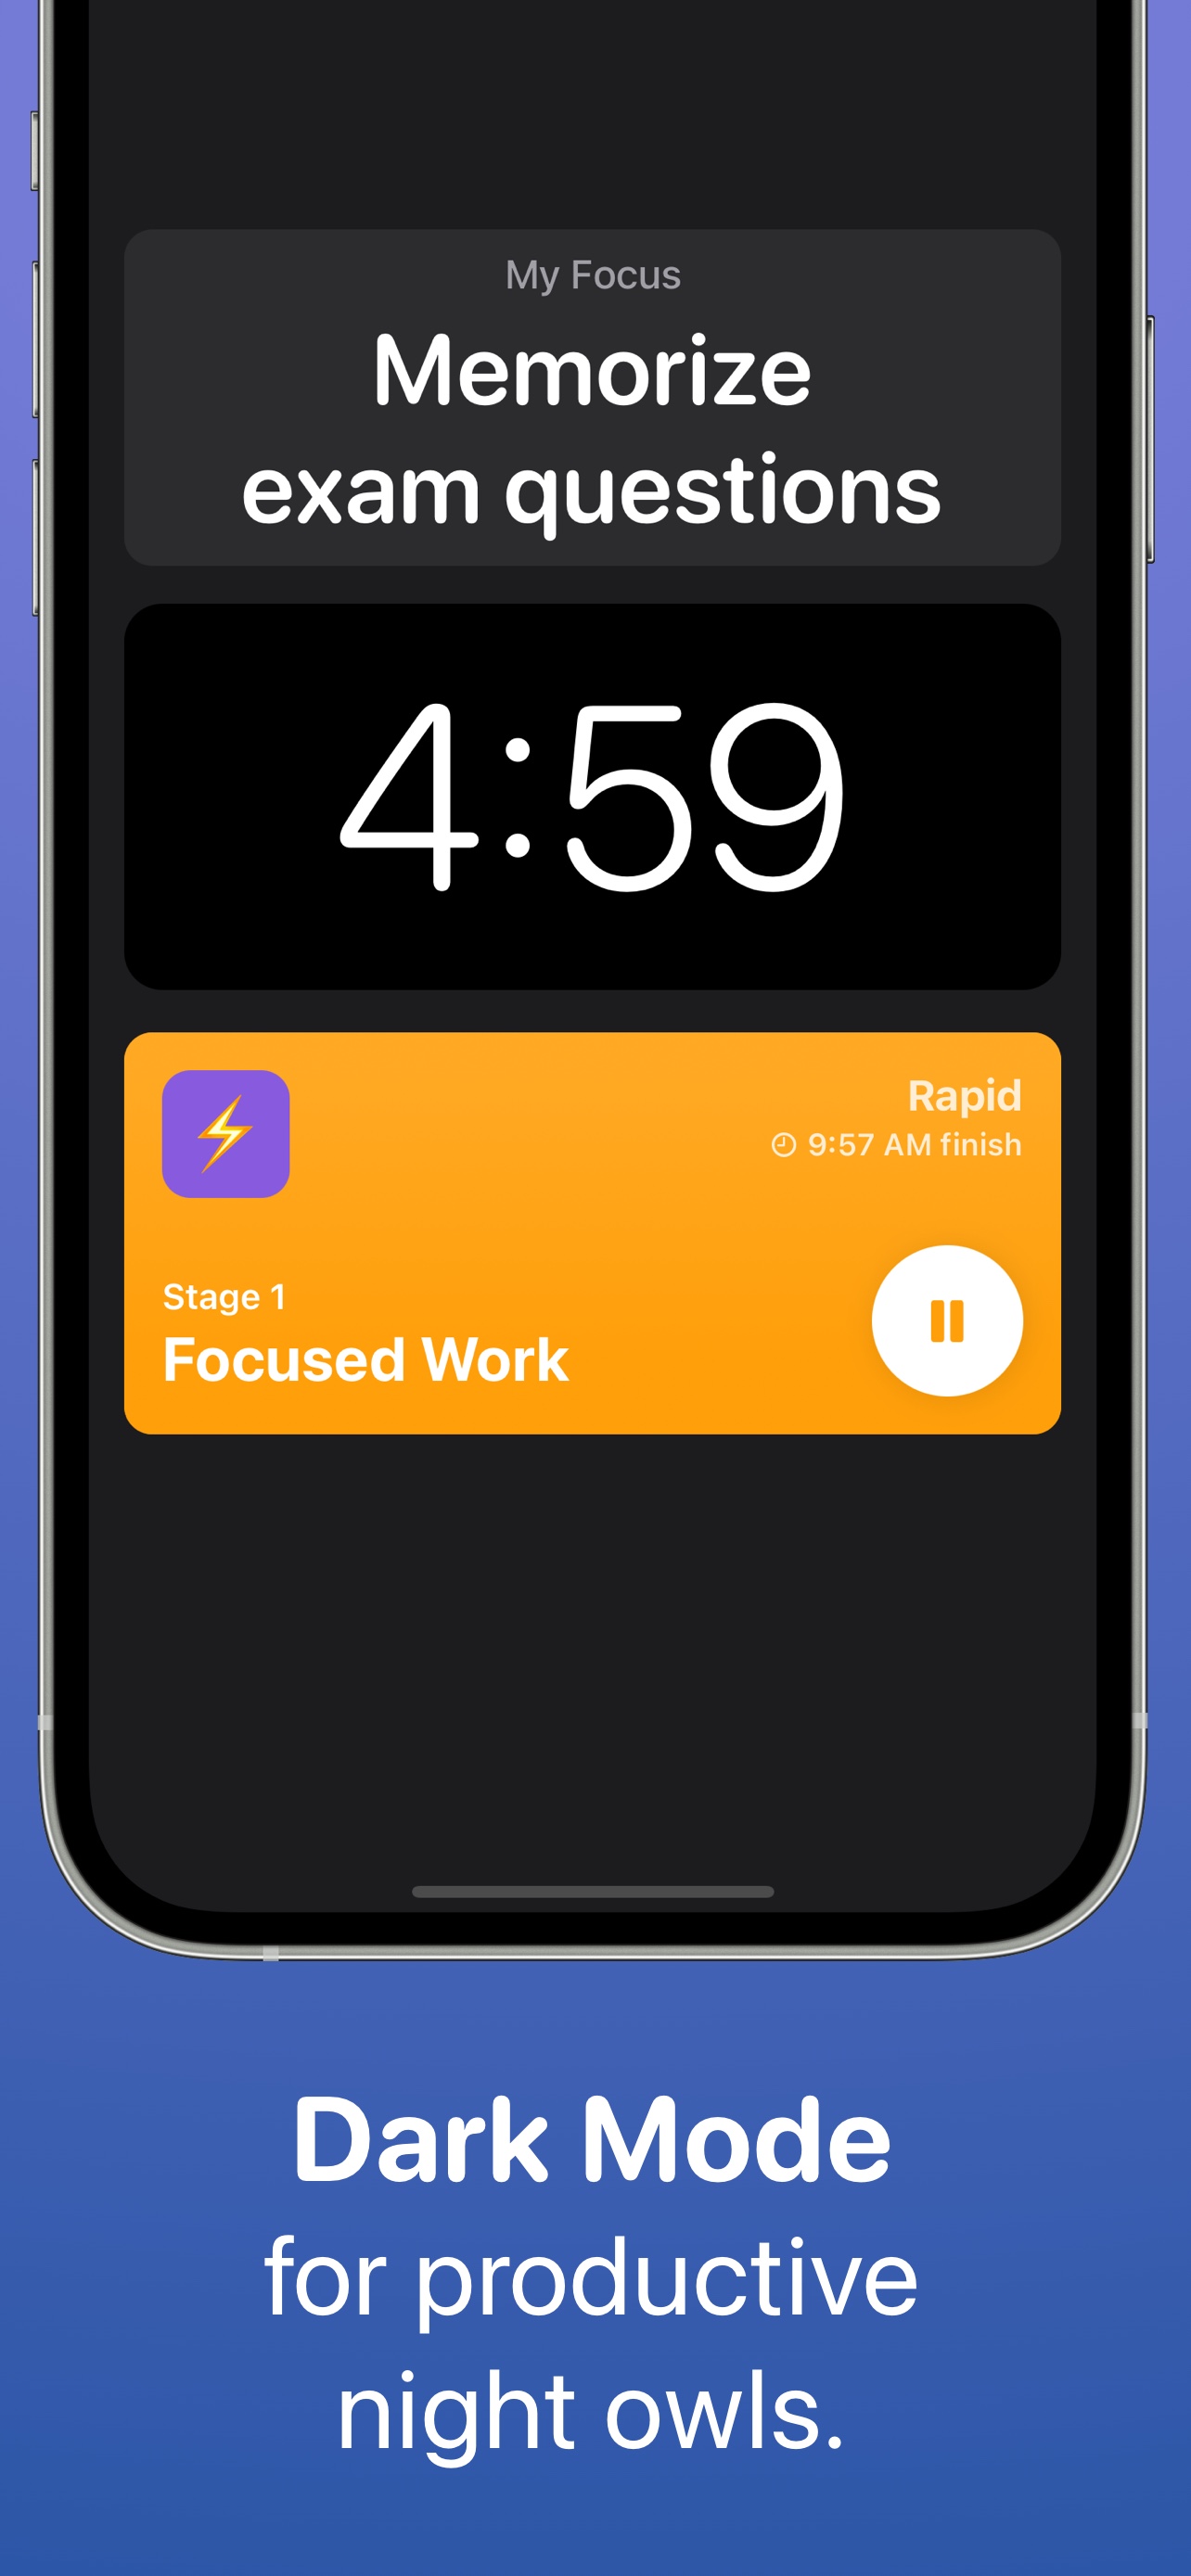 My Focus
Memorize
exam questions
4:59
Rapid
9:57 AM finish
Stage 1
Focused Work
Dark Mode
for productive
night owls.